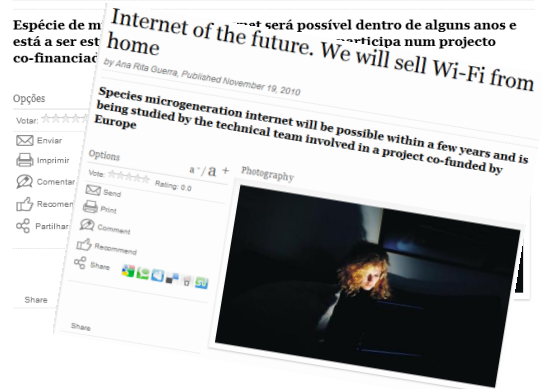 Espécie de m
rnet será possível dentro de alguns anos e
está a ser est
participa num projecto
co-financiad
Opções
Votar:
Enviar
Imprimir
Comentar
Recomen
Partilhar
Share
Internet of the future. We will sell Wi-Fi from
home
by Ana Rita Guerra, Published November 19, 2010
Species microgeneration internet will be possible within a few years and is
being studied by the technical team involved in a project co-funded by
Europe
Options
a - / a +
Photography
Vote:
Rating: 0.0
Send
Print
Comment
Recommend
Share
Share